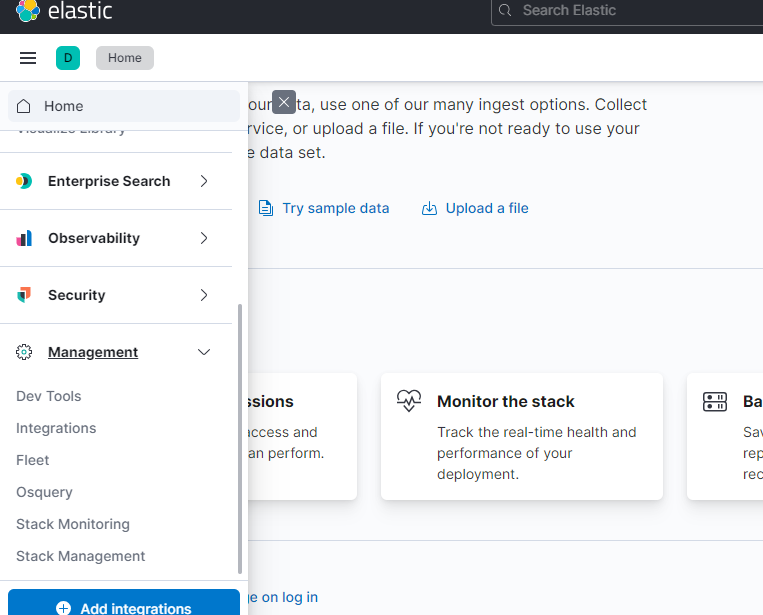 elastic
Search Elastic
D
Home
Home
Visualize Library
Enterprise Search
Observability
Security
Management
Dev Tools
Integrations
Fleet
Osquery
Stack Monitoring
Stack Management
Add integrations
our ta, use one of our many ingest options. Collect
rvice, or upload a file. If you're not ready to use your
e data set.
Try sample data
Upload a file
ssions
access and
an perform.
Monitor the stack
Track the real-time health and
performance of your
deployment.
Ba
Sav
rep
rec
ge on log in